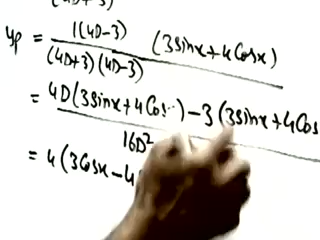 (4D+3)
yp = 1(4D-3) / (4D+3)(4D-3) (3sinx+4cosx)
= 4D(3sinx+4cos -3(3sinx+4cos / 16D²
= 4(3cosx-4